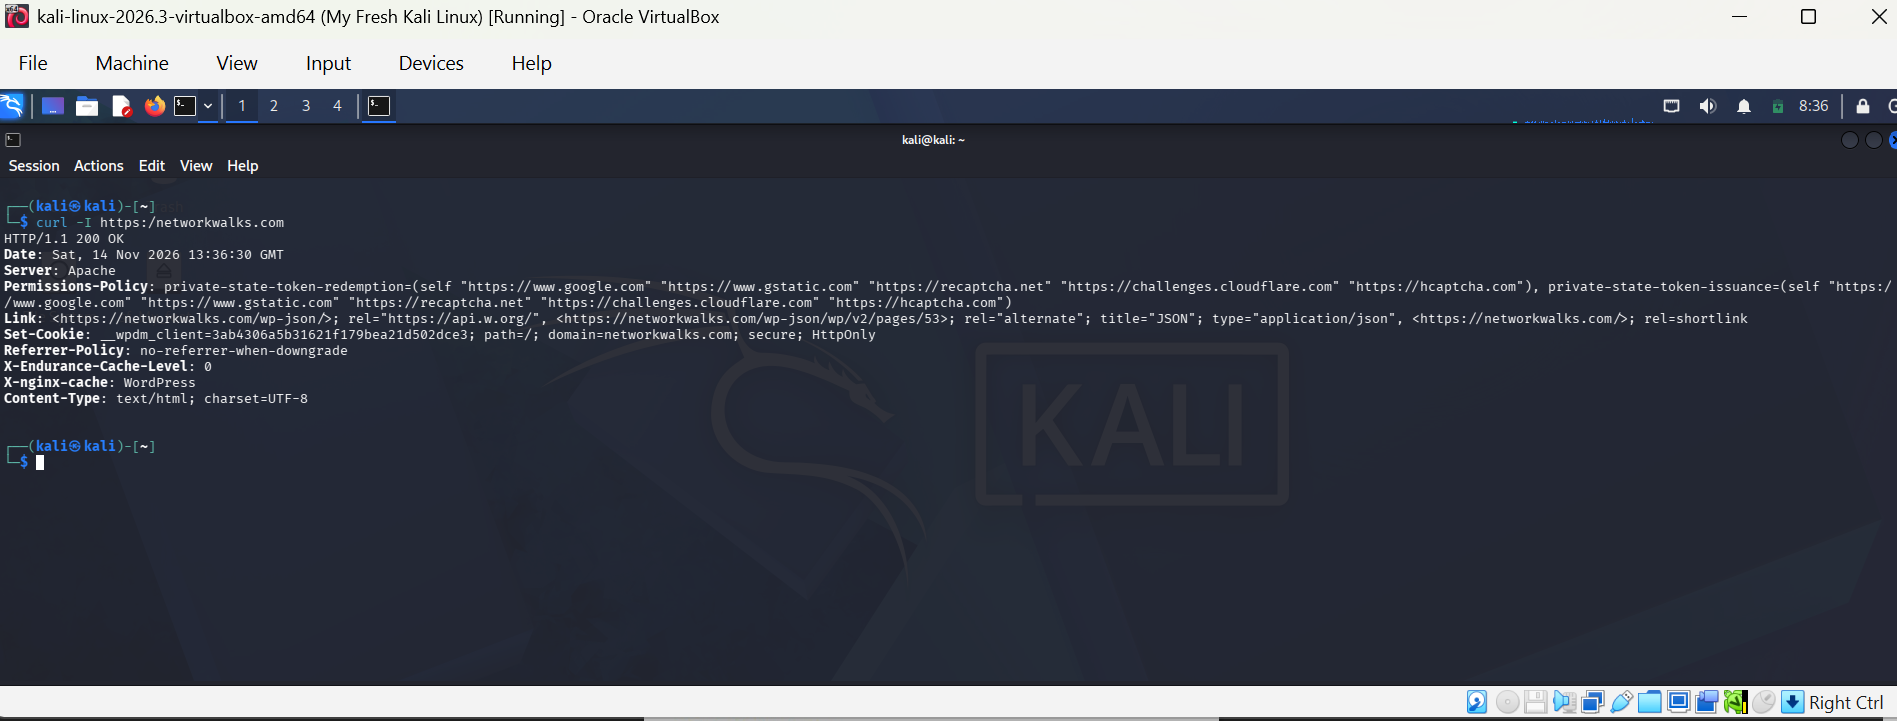 kali-linux-2026.3-virtualbox-amd64 (My Fresh Kali Linux) [Running] - Oracle VirtualBox
File Machine View Input Devices Help
1 2 3 4 8:36
kali@kali: ~
Session Actions Edit View Help
┌──(kali㉿kali)-[~]
└─$ curl -I https:/networkwalks.com
HTTP/1.1 200 OK
Date: Sat, 14 Nov 2026 13:36:30 GMT
Server: Apache
Permissions-Policy: private-state-token-redemption=(self "https://www.google.com" "https://www.gstatic.com" "https://recaptcha.net" "https://challenges.cloudflare.com" "https://hcaptcha.com"), private-state-token-issuance=(self "https:/
/www.google.com" "https://www.gstatic.com" "https://recaptcha.net" "https://challenges.cloudflare.com" "https://hcaptcha.com")
Link: <https://networkwalks.com/wp-json/>; rel="https://api.w.org/", <https://networkwalks.com/wp-json/wp/v2/pages/53>; rel="alternate"; title="JSON"; type="application/json", <https://networkwalks.com/>; rel=shortlink
Set-Cookie: __wpdm_client=3ab4306a5b31621f179bea21d502dce3; path=/; domain=networkwalks.com; secure; HttpOnly
Referrer-Policy: no-referrer-when-downgrade
X-Endurance-Cache-Level: 0
X-nginx-cache: WordPress
Content-Type: text/html; charset=UTF-8
KALI
┌──(kali㉿kali)-[~]
└─$
Right Ctrl